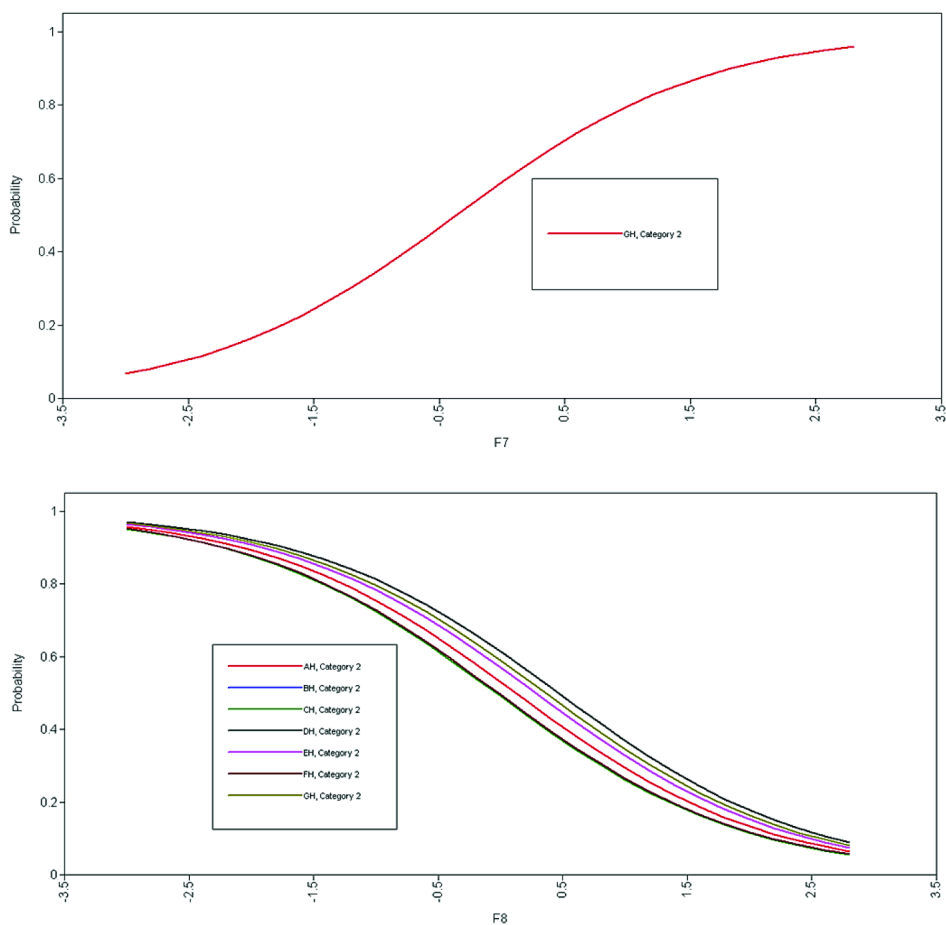 1
0.8
0.6
0.4
0.2
0
Probability
GH, Category 2
-3.5
-2.5
-1.5
-0.5
0.5
1.5
2.5
3.5
F7
1
0.8
0.6
0.4
0.2
0
Probability
AH, Category 2
BH, Category 2
CH, Category 2
DH, Category 2
EH, Category 2
FH, Category 2
GH, Category 2
-3.5
-2.5
-1.5
-0.5
0.5
1.5
2.5
3.5
F8